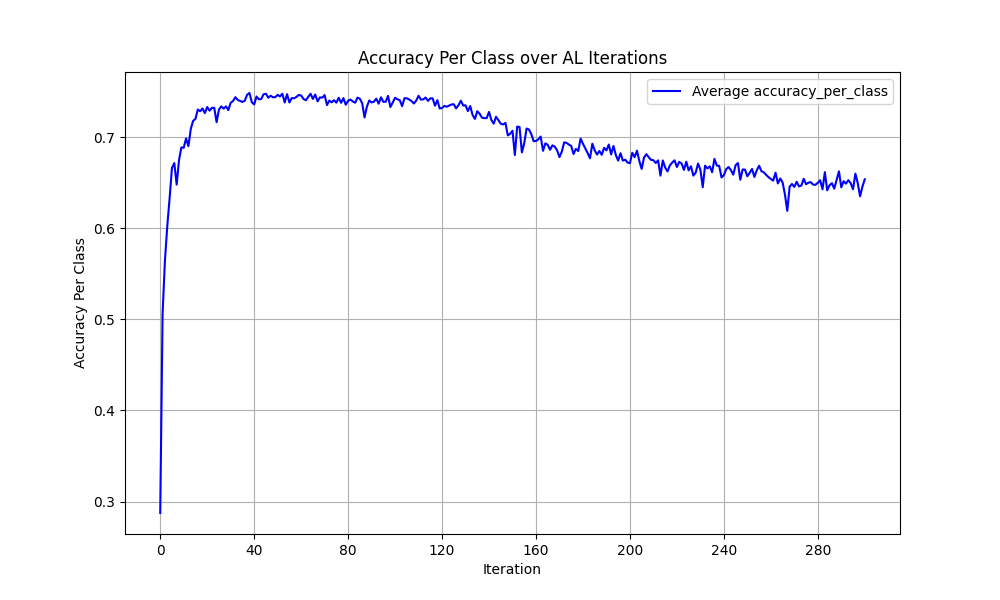 Accuracy Per Class over AL Iterations
Average accuracy_per_class
Accuracy Per Class
0.7
0.6
0.5
0.4
0.3
0 40 80 120 160 200 240 280
Iteration